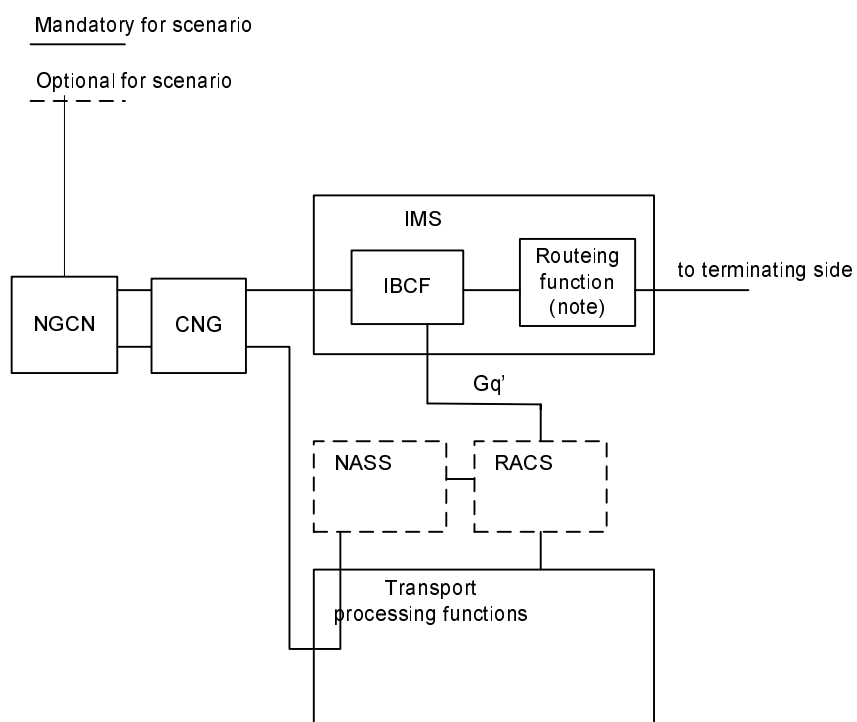 Mandatory for scenario
Optional for scenario
IMS
Routeing
function
(note)
to terminating side
IBCF
NGCN
CNG
Gq'
NASS
RACS
Transport
processing functions